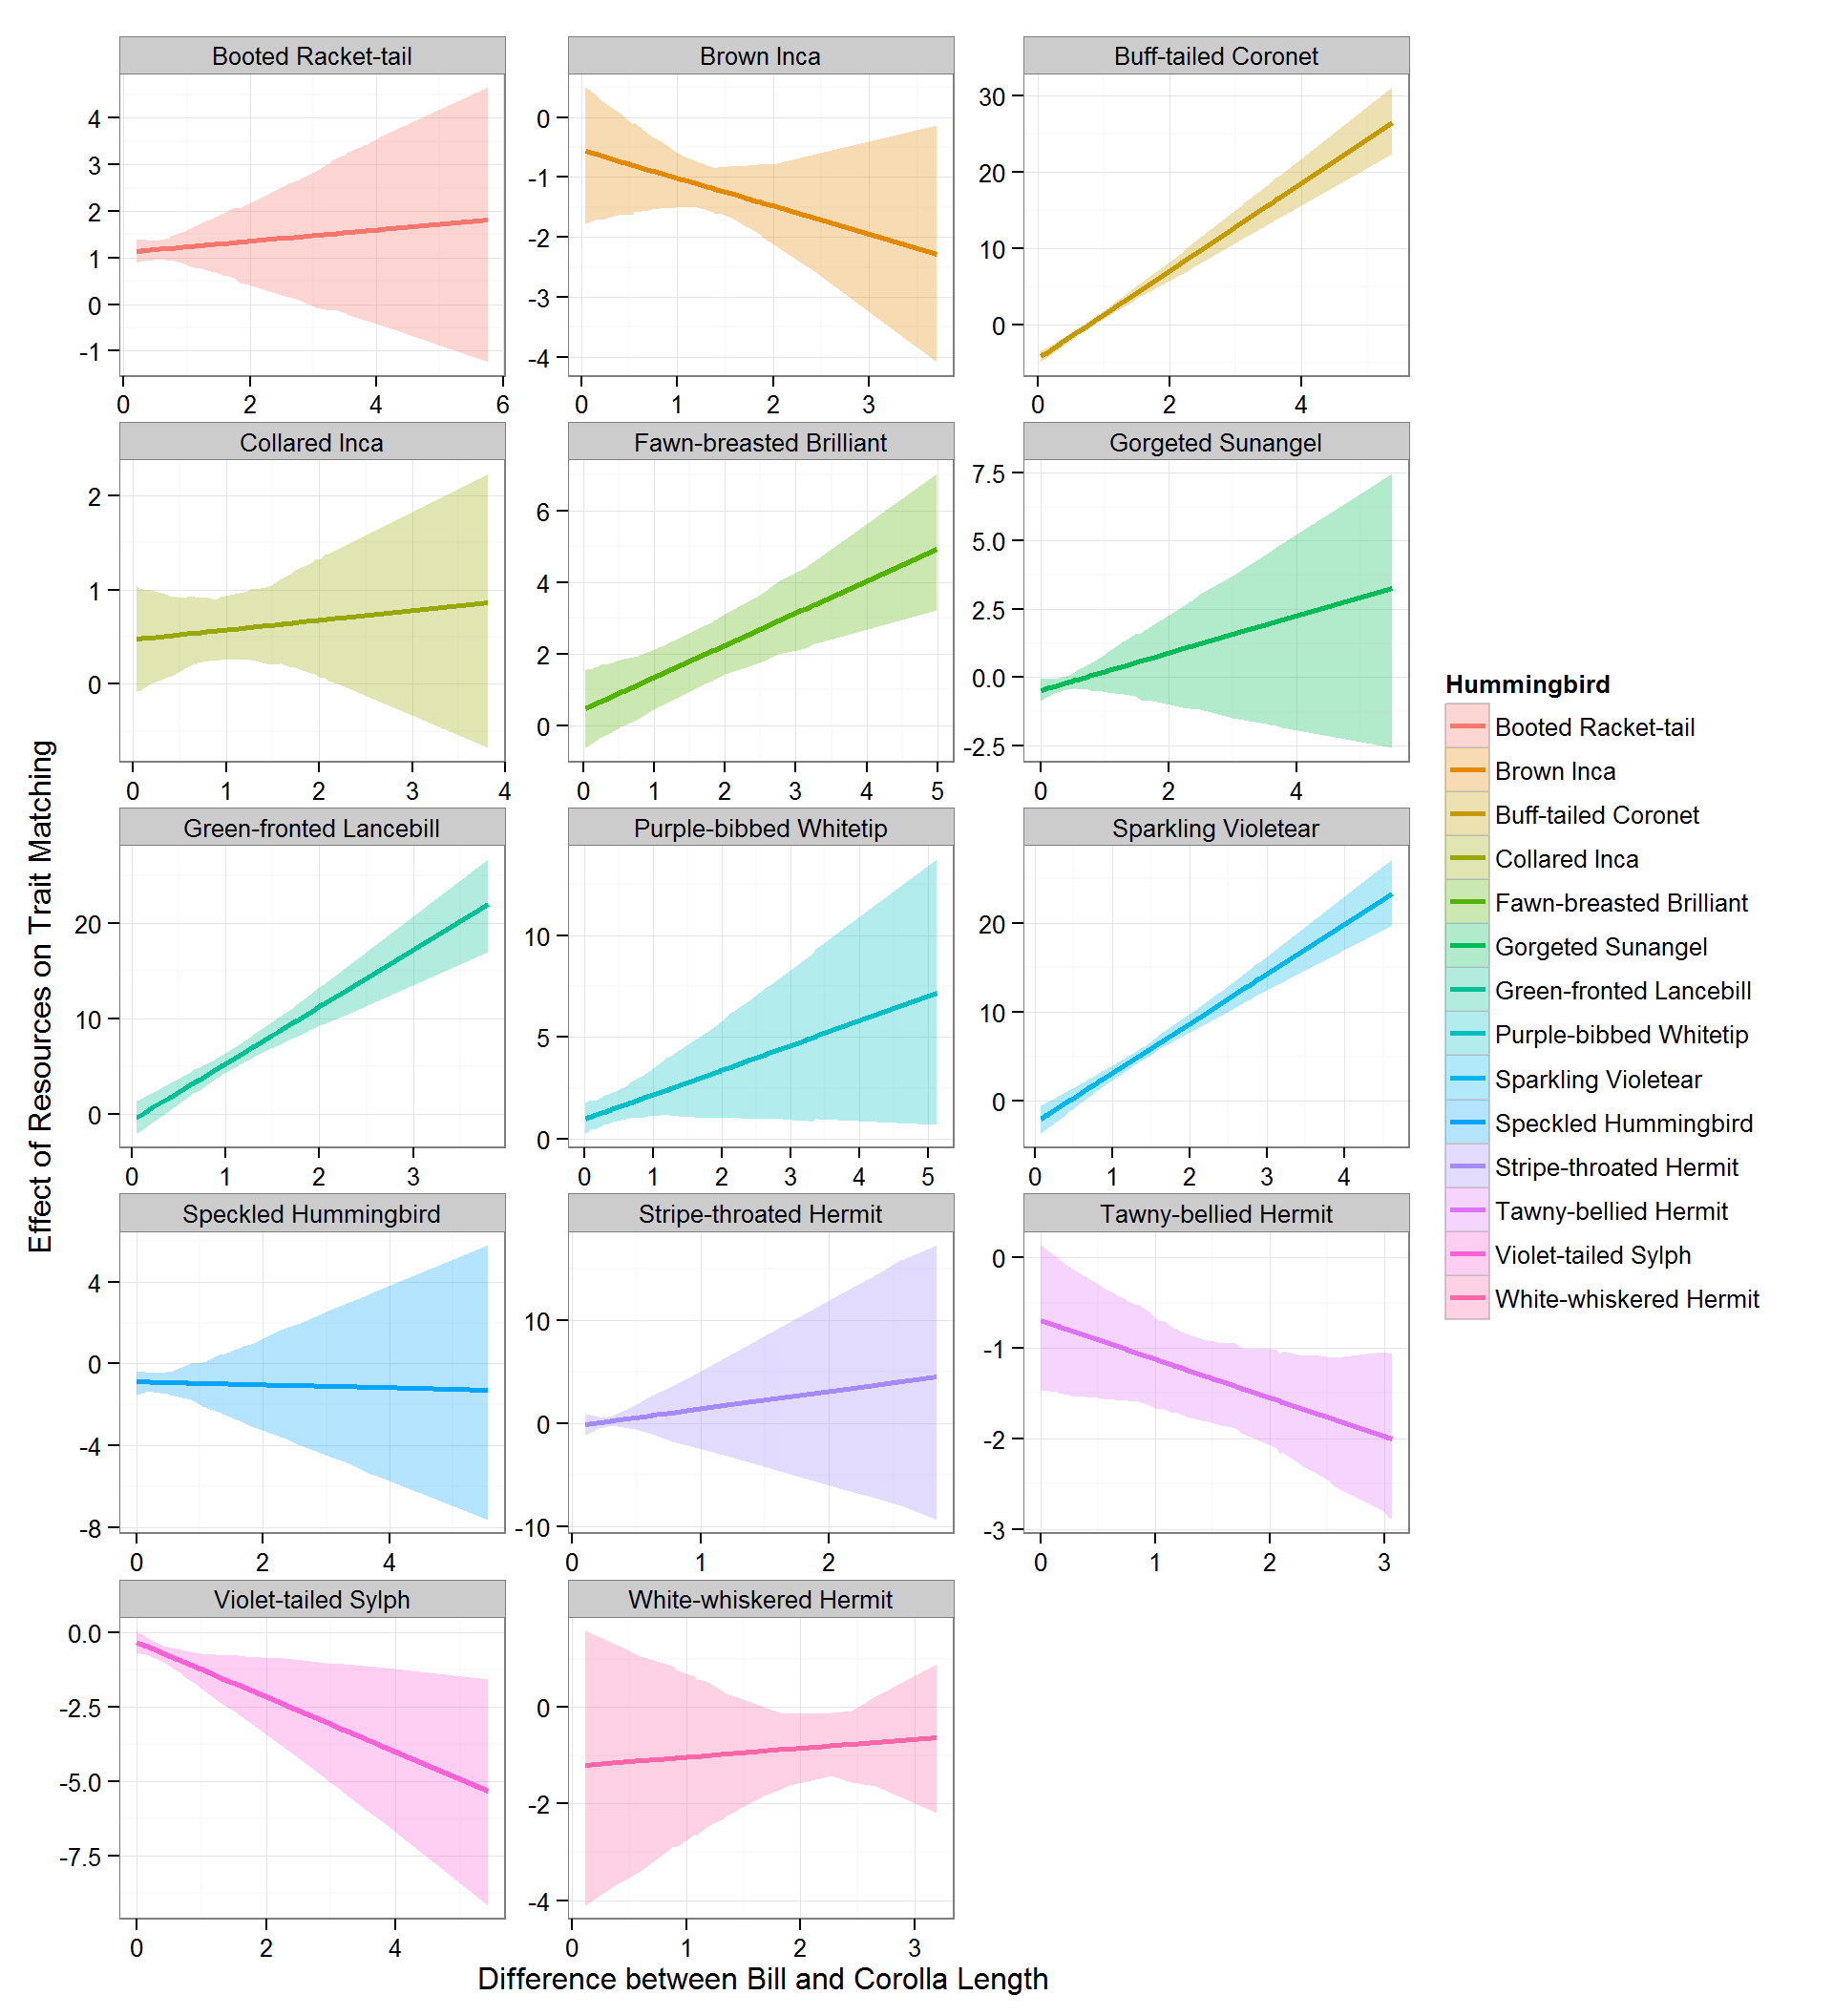 Booted Racket-tail
Brown Inca
Buff-tailed Coronet
4
3
2
1
0
-1
0 2 4 6
0
-1
-2
-3
-4
0 1 2 3
30
20
10
0
0 2 4
Collared Inca
Fawn-breasted Brilliant
Gorgeted Sunangel
2
1
0
0 1 2 3 4
6
4
2
0
0 1 2 3 4 5
7.5
5.0
2.5
0.0
-2.5
0 2 4
Green-fronted Lancebill
Purple-bibbed Whitetip
Sparkling Violetear
20
10
0
0 1 2 3
10
5
0
0 1 2 3 4 5
20
10
0
0 1 2 3 4
Speckled Hummingbird
Stripe-throated Hermit
Tawny-bellied Hermit
4
0
-4
-8
0 2 4
10
0
-10
0 1 2
0
-1
-2
-3
0 1 2 3
Violet-tailed Sylph
White-whiskered Hermit
0.0
-2.5
-5.0
-7.5
0 2 4
0
-2
-4
0 1 2 3
Effect of Resources on Trait Matching
Difference between Bill and Corolla Length
Hummingbird
Booted Racket-tail
Brown Inca
Buff-tailed Coronet
Collared Inca
Fawn-breasted Brilliant
Gorgeted Sunangel
Green-fronted Lancebill
Purple-bibbed Whitetip
Sparkling Violetear
Speckled Hummingbird
Stripe-throated Hermit
Tawny-bellied Hermit
Violet-tailed Sylph
White-whiskered Hermit